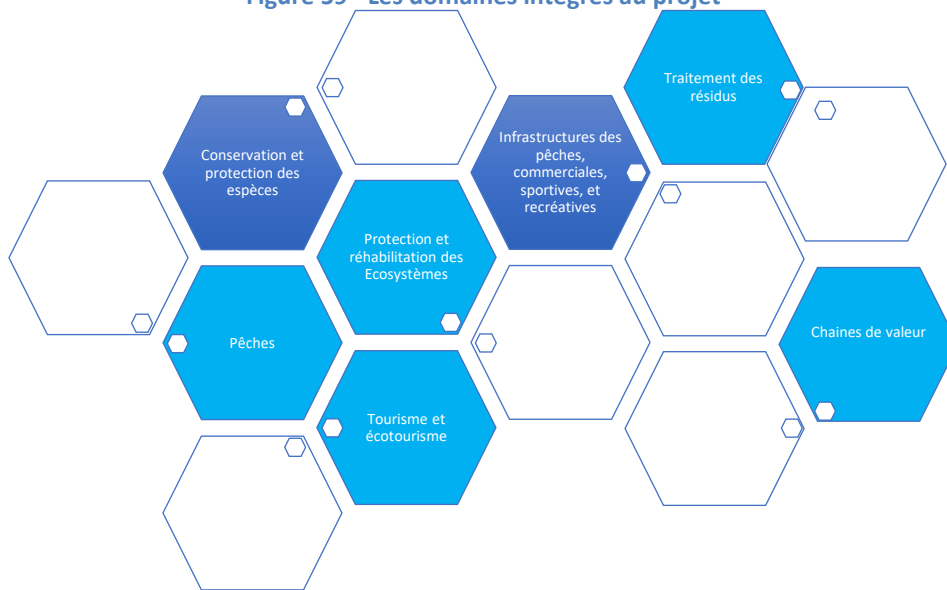 Figure 39 - Les domaines intégrés au projet
Traitement des
résidus
Conservation et
protection des
espèces
Infrastructures des
pêches,
commerciales,
sportives, et
recréatives
Protection et
réhabilitation des
Ecosystèmes
Pêches
Chaines de valeur
Tourisme et
écotourisme